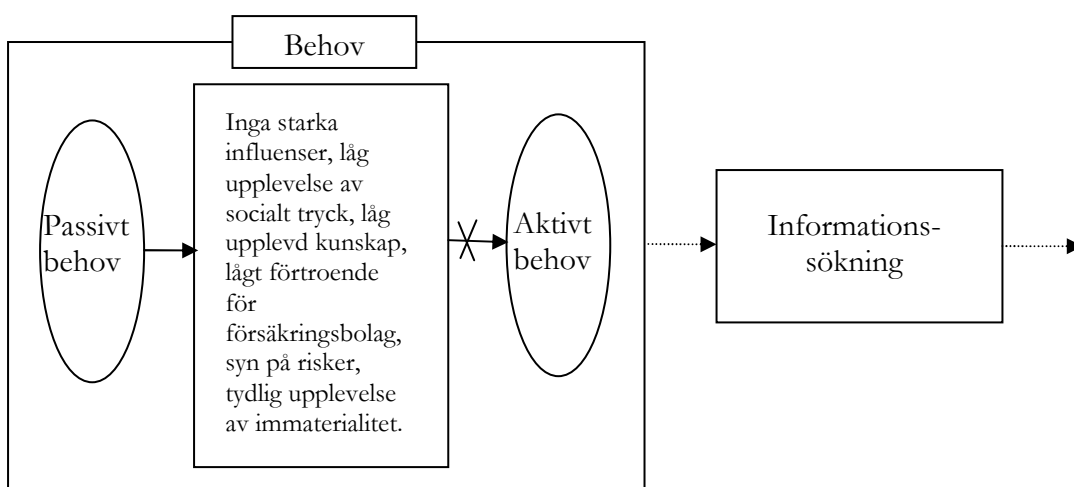 Behov
Passivt
behov
Inga starka
influenser, låg
upplevelse av
socialt tryck, låg
upplevd kunskap,
lågt förtroende
för
försäkringsbolag,
syn på risker,
tydlig upplevelse
av immaterialitet.
Aktivt
behov
Informations-
sökning